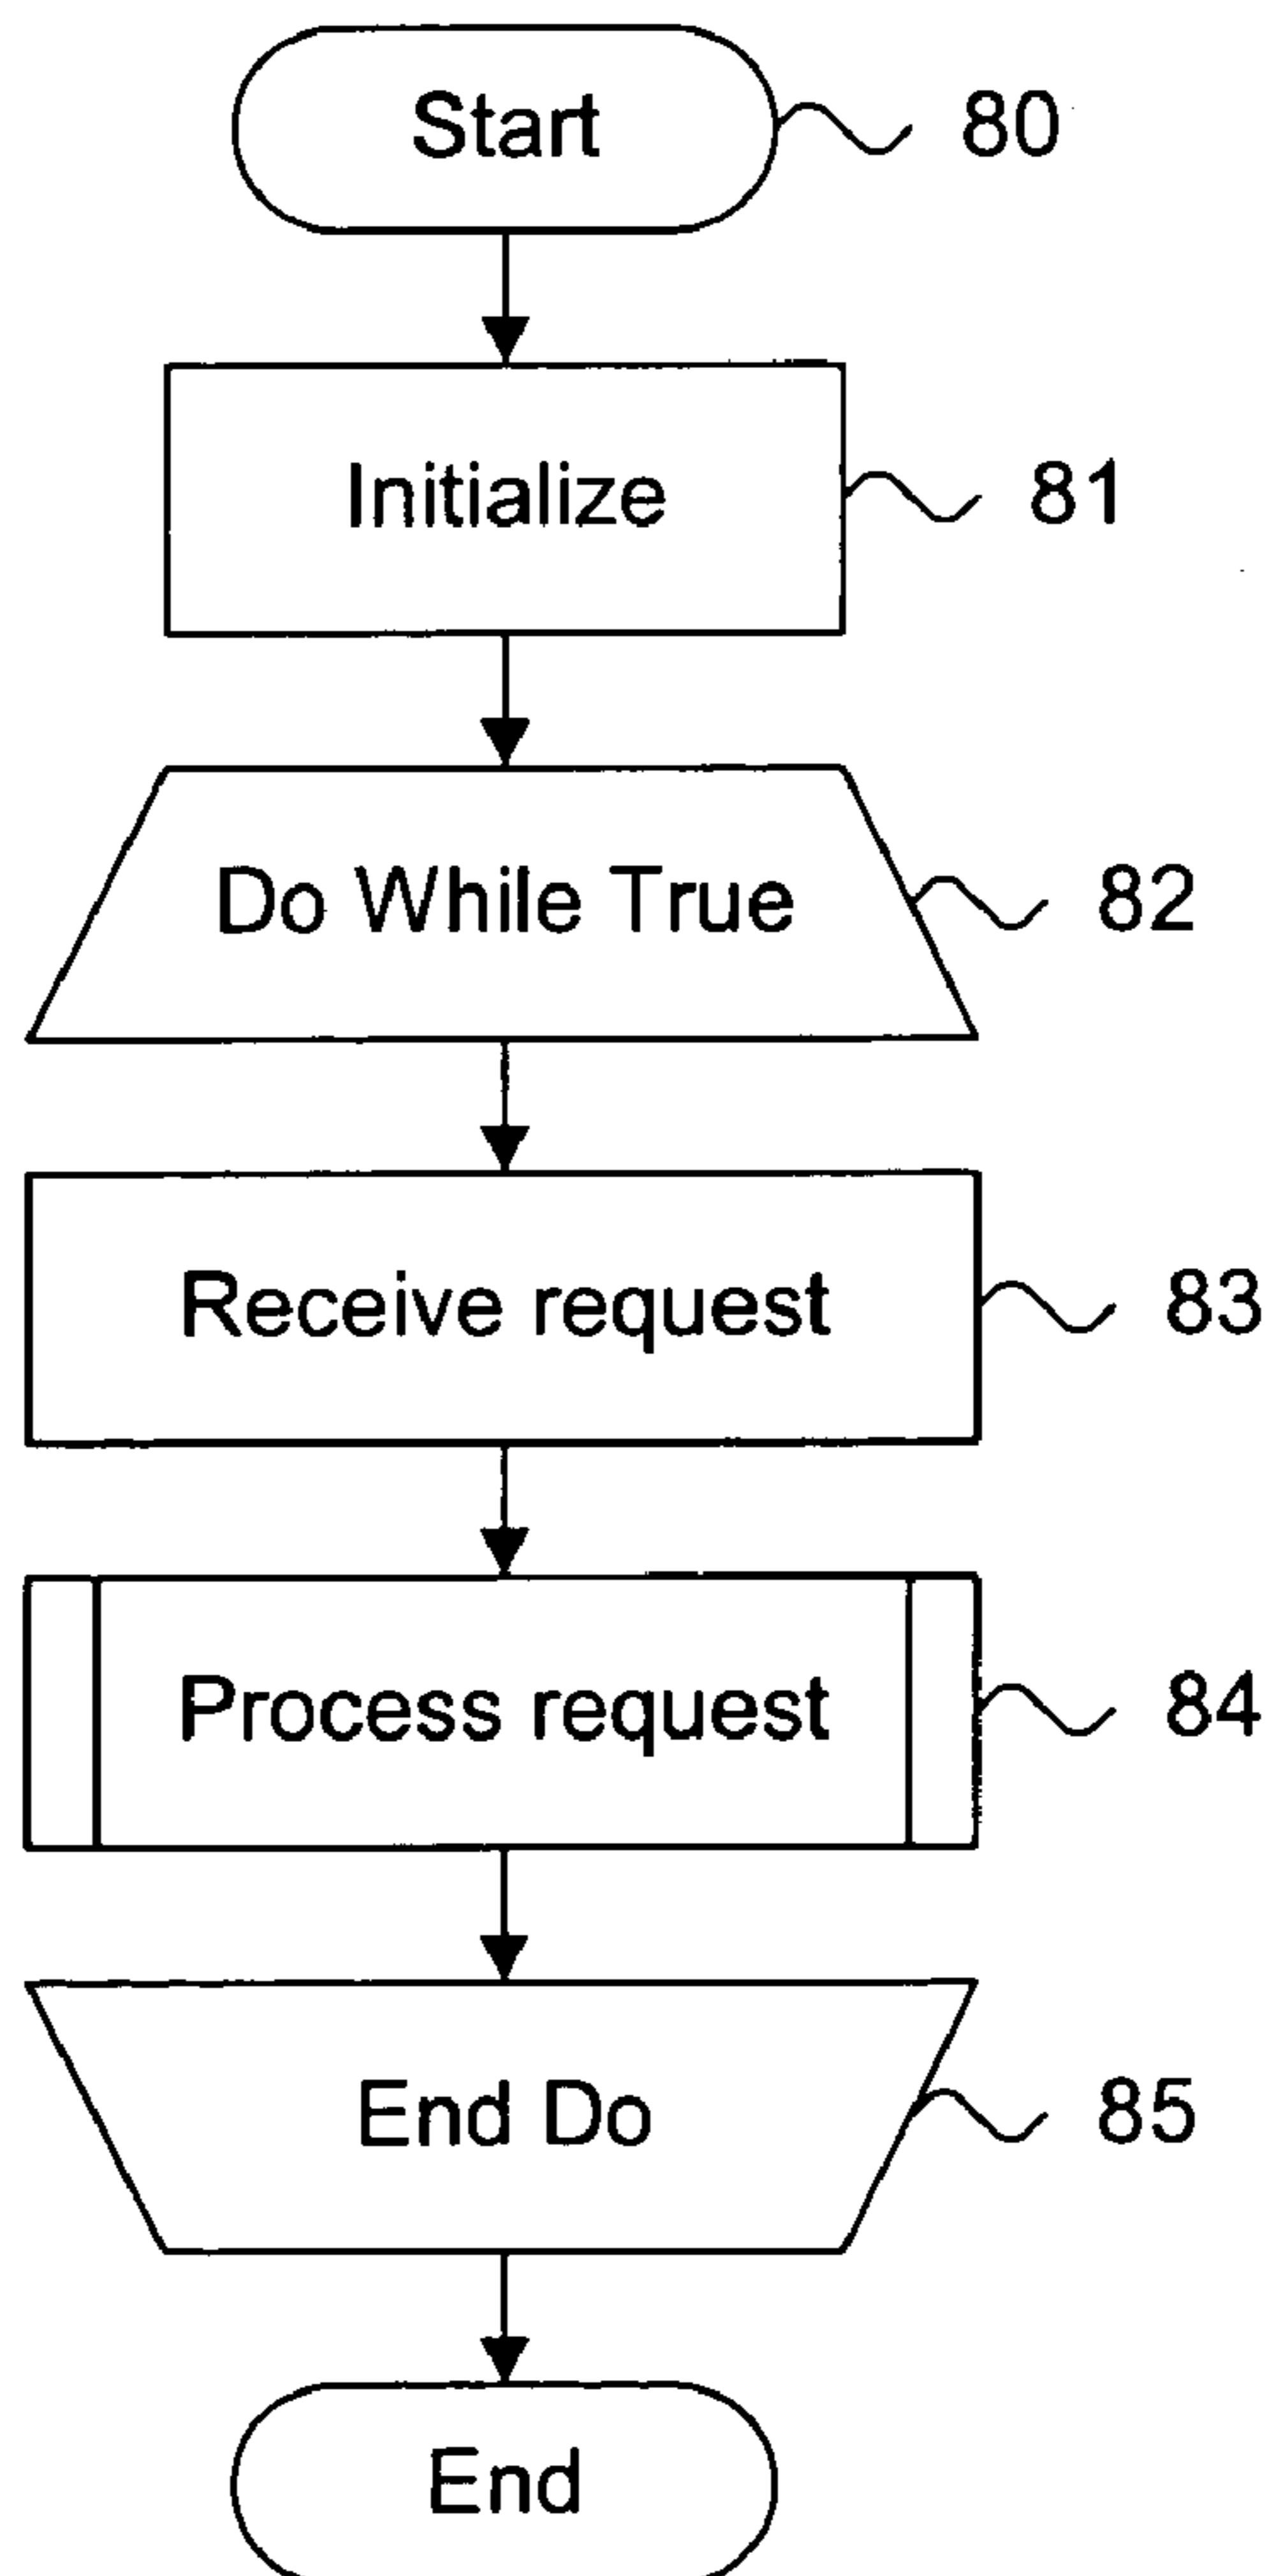 Start 80
Initialize 81
Do While True 82
Receive request 83
Process request 84
End Do 85
End